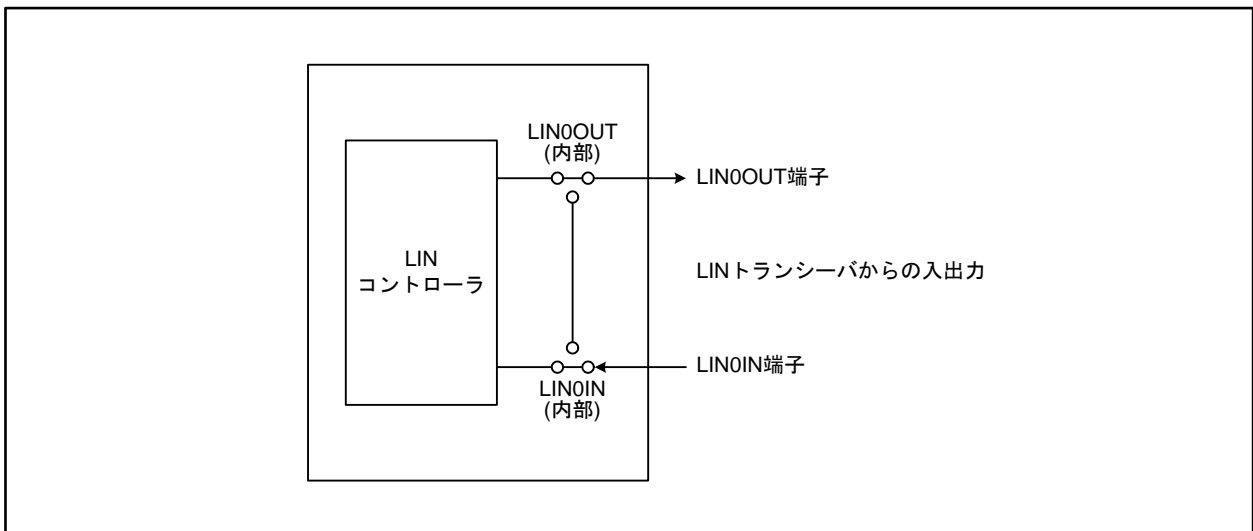 LIN0OUT
(内部)
LIN0OUT端子
LIN
コントローラ
LINトランシーバからの入出力
LIN0IN端子
LIN0IN
(内部)